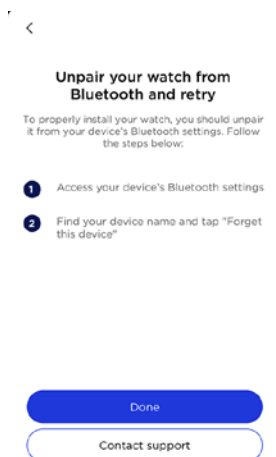 Unpair your watch from
Bluetooth and retry
To properly install your watch, you should unpair
it from your device's Bluetooth settings. Follow
the steps below:
1 Access your device's Bluetooth settings
2 Find your device name and tap "Forget
this device"
Done
Contact support